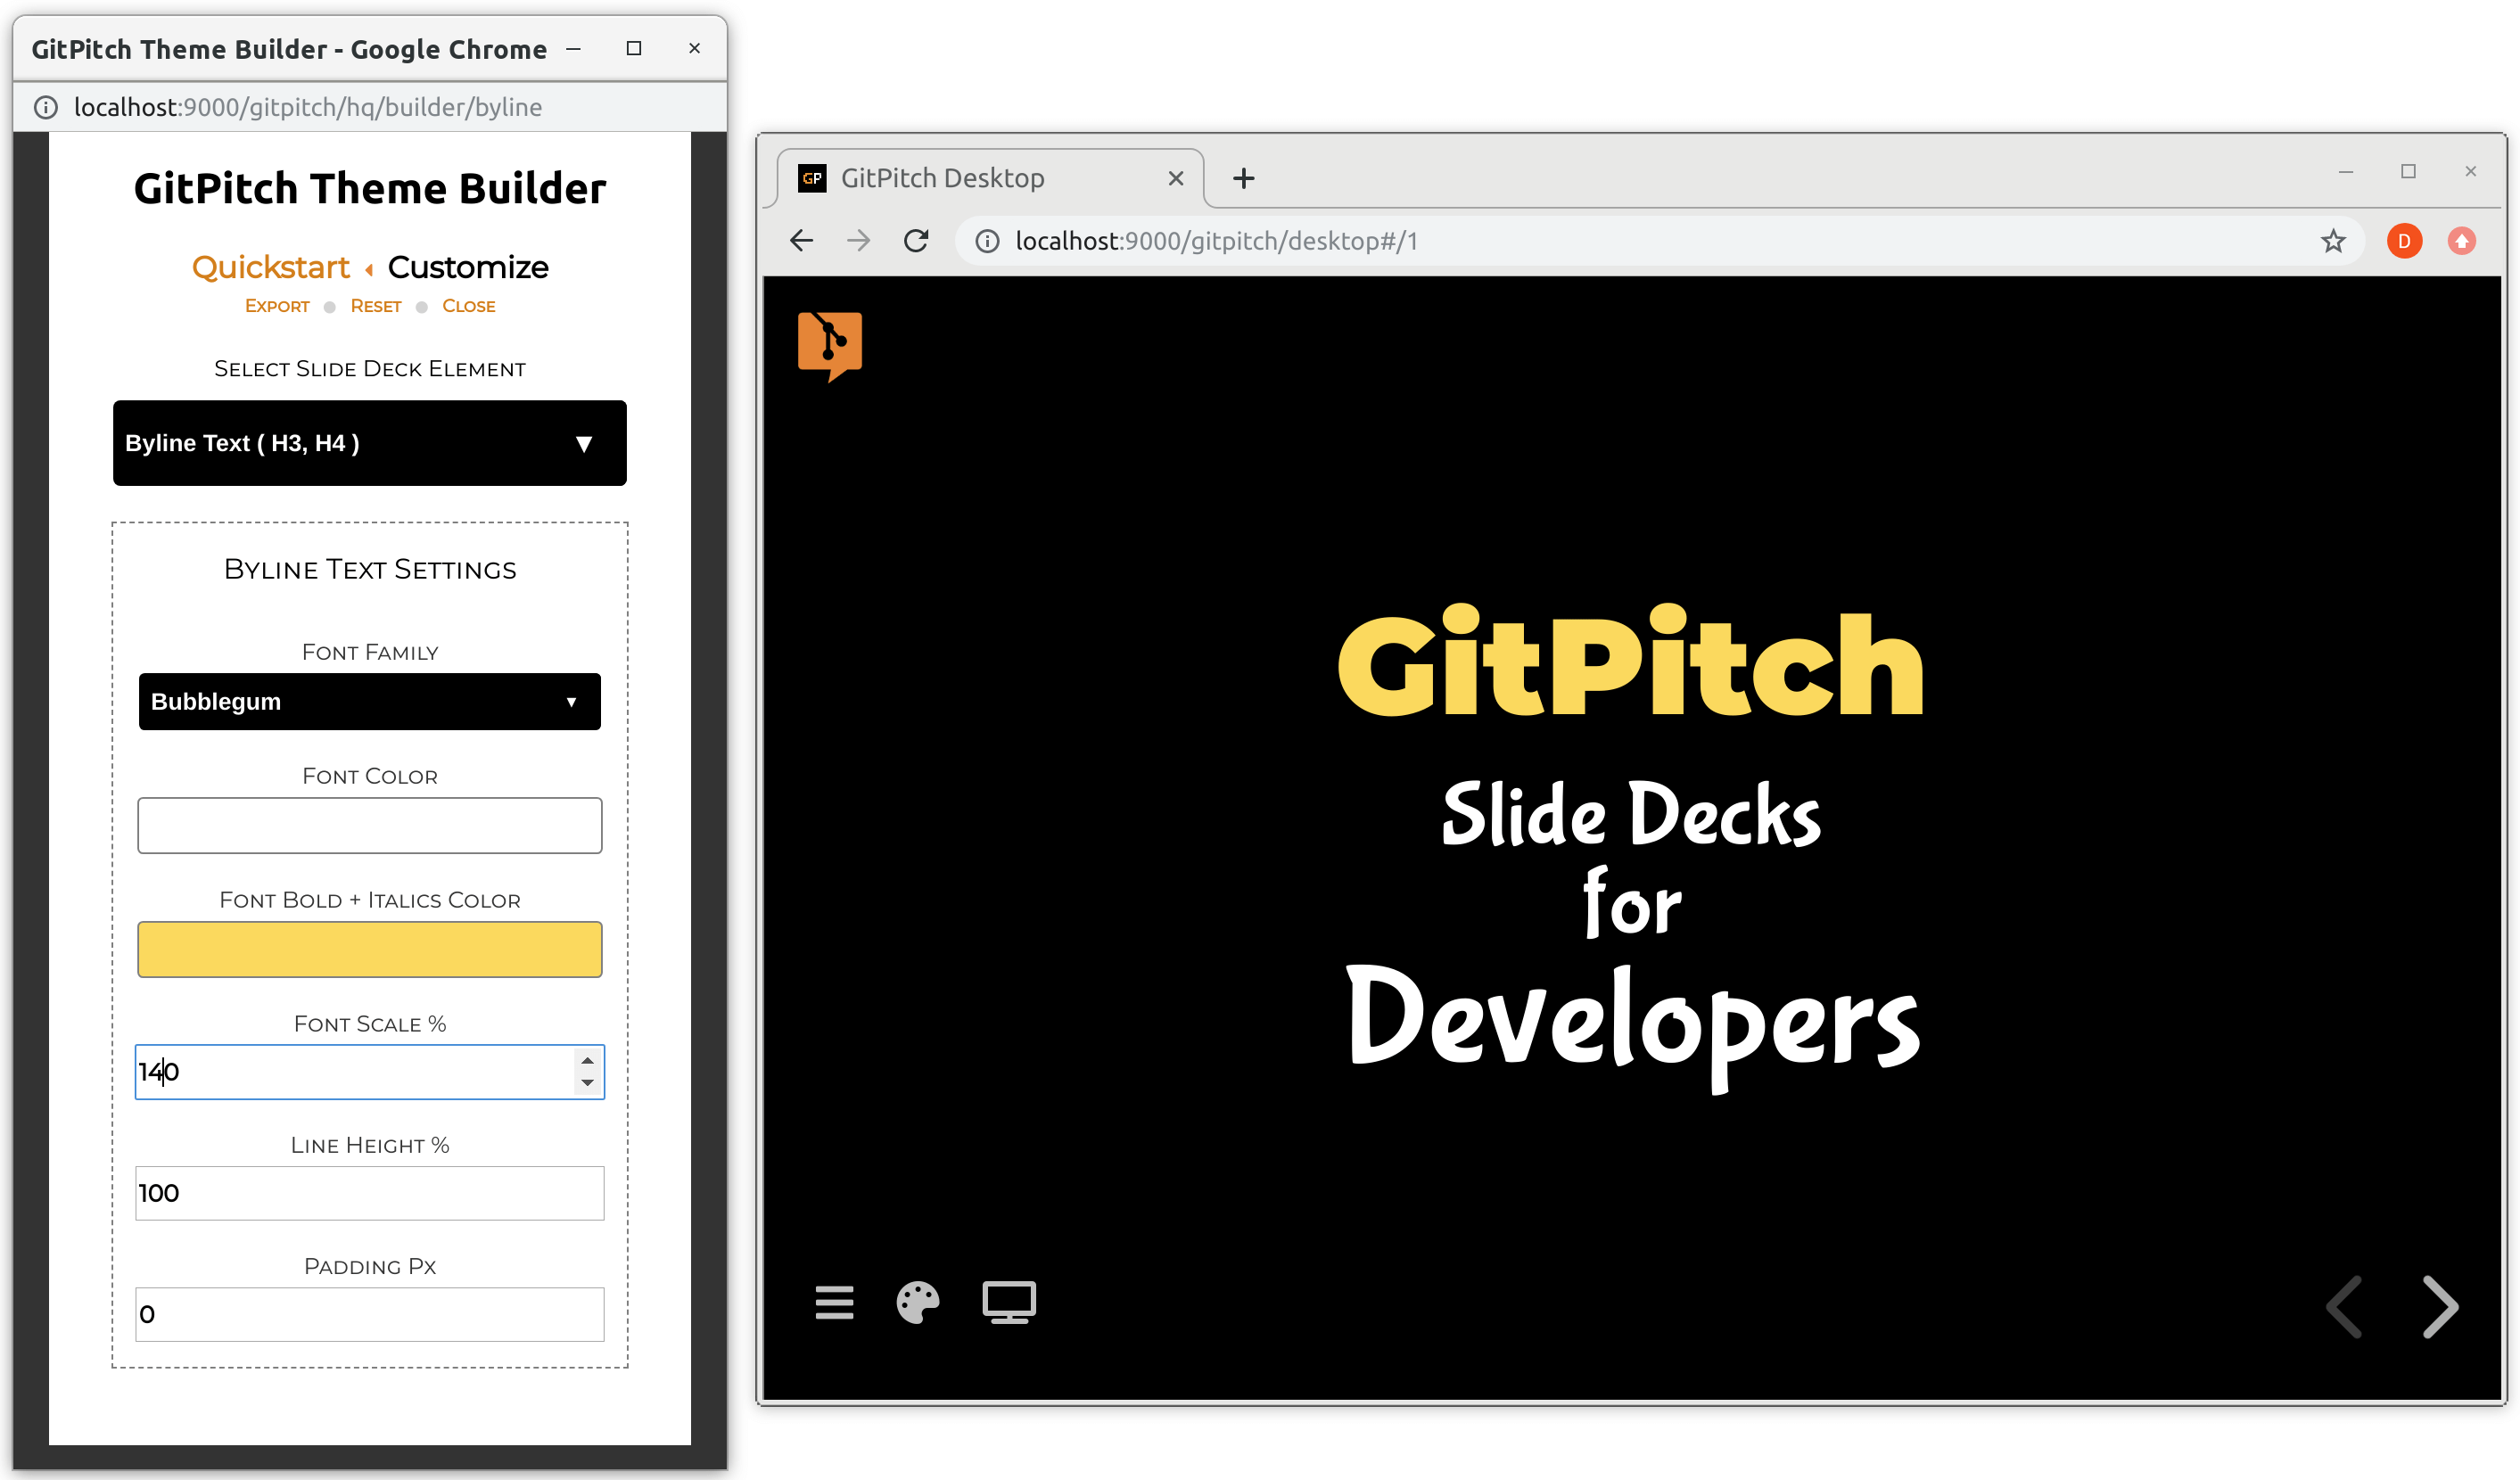 GitPitch Theme Builder - Google Chrome
localhost:9000/gitpitch/hq/builder/byline
GitPitch Theme Builder
Quickstart Customize
Export Reset Close
Select Slide Deck Element
Byline Text ( H3, H4 )
Byline Text Settings
Font Family
Bubblegum
Font Color
Font Bold + Italics Color
Font Scale %
140
Line Height %
100
Padding Px
0
GP GitPitch Desktop
localhost:9000/gitpitch/desktop#/1
D
GitPitch
Slide Decks
for
Developers